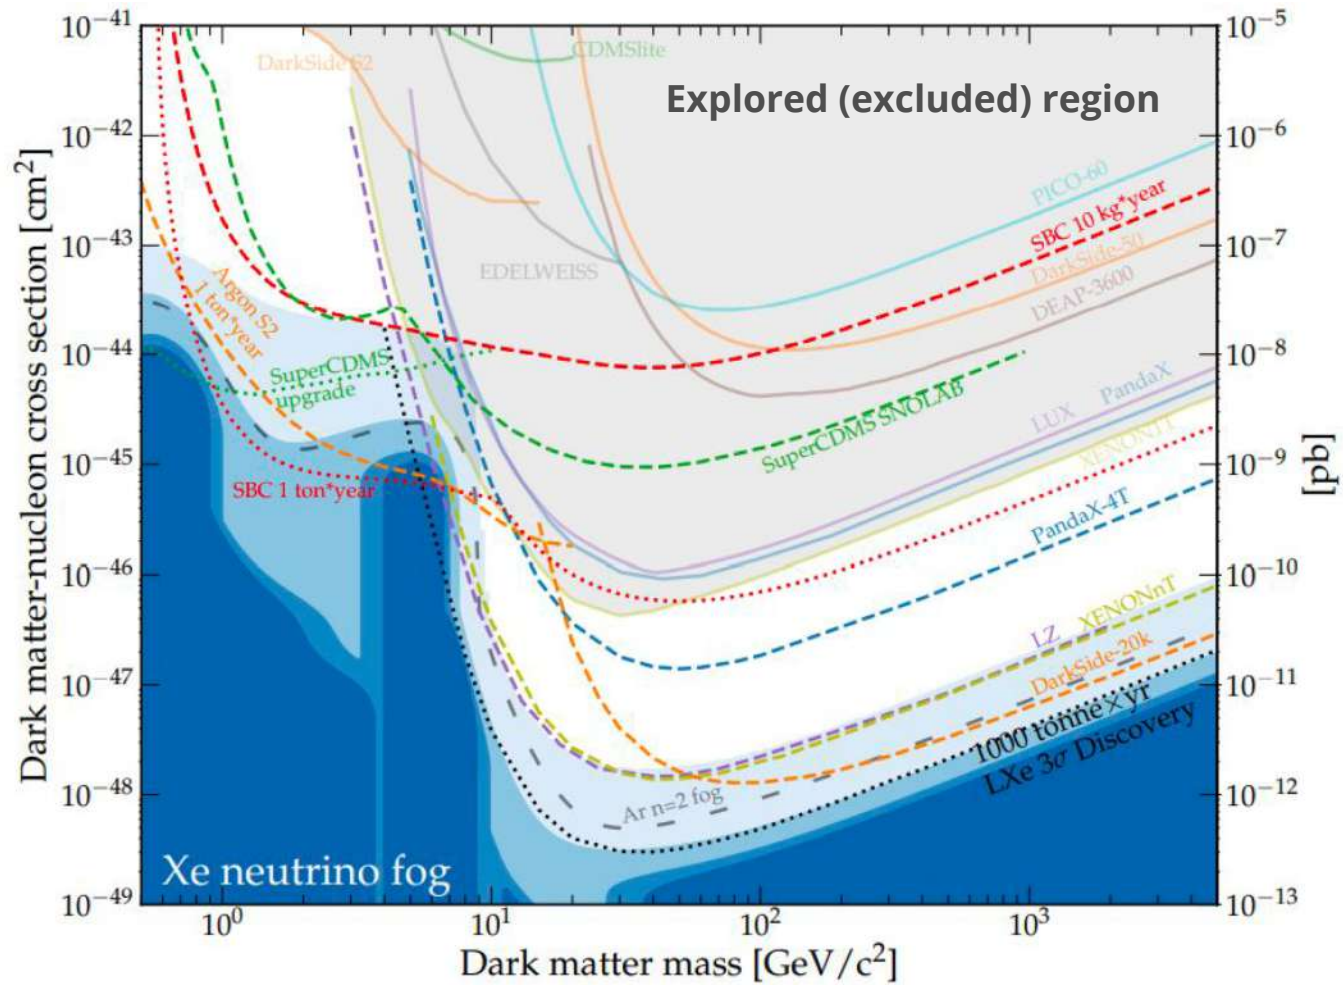 10⁻⁴¹
10⁻⁴²
10⁻⁴³
10⁻⁴⁴
10⁻⁴⁵
10⁻⁴⁶
10⁻⁴⁷
10⁻⁴⁸
10⁻⁴⁹
Dark matter-nucleon cross section [cm²]
DarkSide S2
CDMSlite
Explored (excluded) region
PICO-60
SBC 10 kg*year
DarkSide-50
DEAP-3600
EDELWEISS
Argon S2
1 ton*year
SuperCDMS
upgrade
SBC 1 ton*year
SuperCDMS SNOLAB
LUX
PandaX
XENON1T
PandaX-4T
LZ
XENONnT
DarkSide-20k
1000 tonne×yr
LXe 3σ Discovery
Ar n=2 fog
Xe neutrino fog
10⁻⁵
10⁻⁶
10⁻⁷
10⁻⁸
10⁻⁹
10⁻¹⁰
10⁻¹¹
10⁻¹²
10⁻¹³
[pb]
10⁰
10¹
10²
10³
Dark matter mass [GeV/c²]